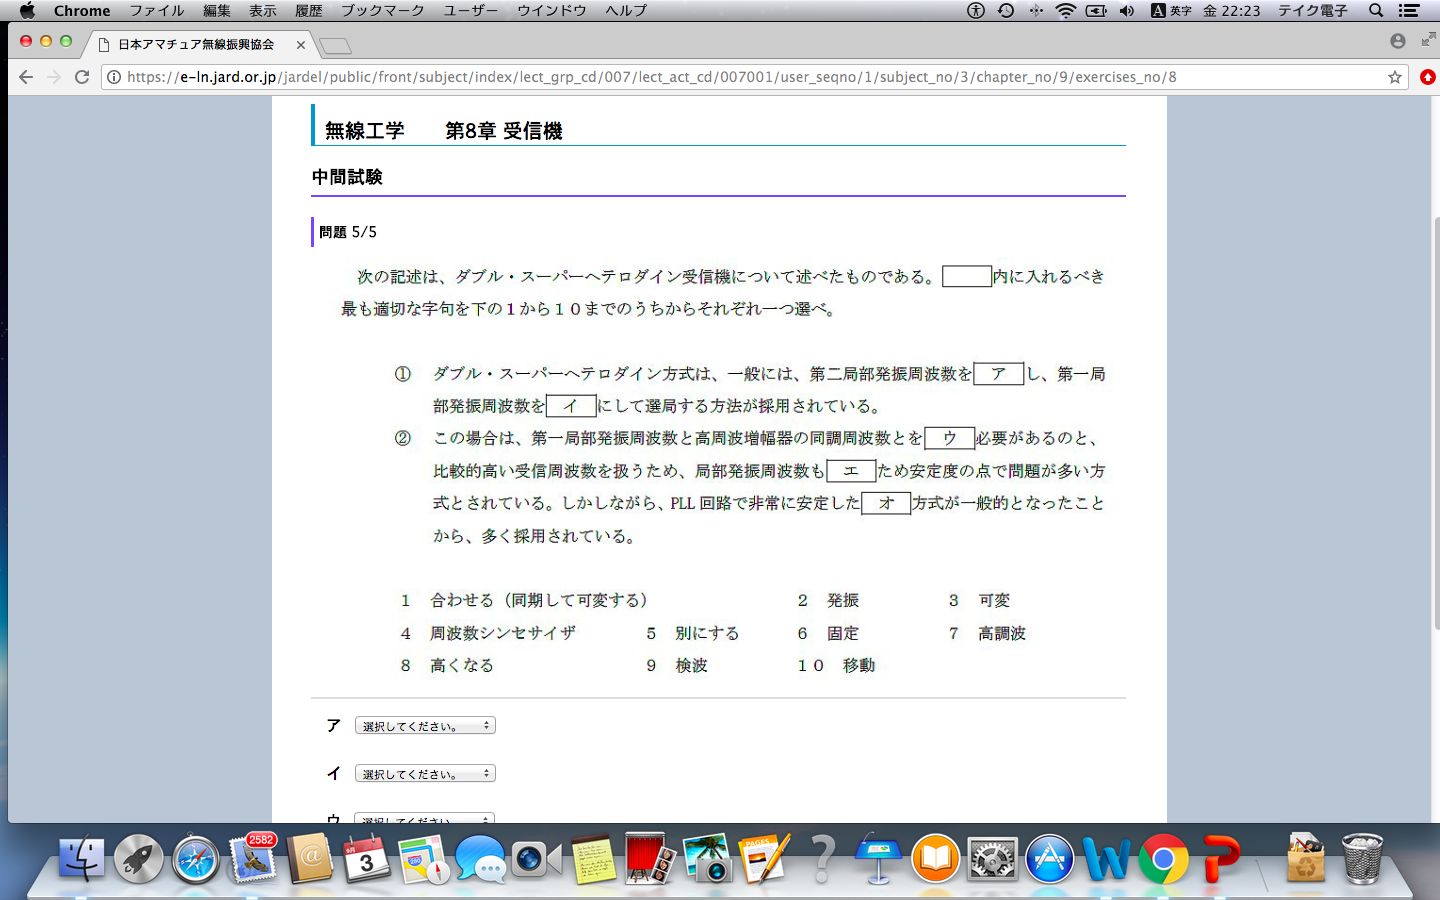 Chrome ファイル 編集 表示 履歴 ブックマーク ユーザー ウインドウ ヘルプ A 英字 金 22:23 テイク電子
日本アマチュア無線振興協会
https://e-ln.jard.or.jp/jardel/public/front/subject/index/lect_grp_cd/007/lect_act_cd/007001/user_seqno/1/subject_no/3/chapter_no/9/exercises_no/8
無線工学 第8章 受信機
中間試験
問題 5/5
次の記述は、ダブル・スーパーヘテロダイン受信機について述べたものである。 内に入れるべき
最も適切な字句を下の1から10までのうちからそれぞれ一つ選べ。
① ダブル・スーパーヘテロダイン方式は、一般には、第二局部発振周波数を ア し、第一局
部発振周波数を イ にして選局する方法が採用されている。
② この場合は、第一局部発振周波数と高周波増幅器の同調周波数とを ウ 必要があるのと、
比較的高い受信周波数を扱うため、局部発振周波数も エ ため安定度の点で問題が多い方
式とされている。しかしながら、PLL 回路で非常に安定した オ 方式が一般的となったこと
から、多く採用されている。
1 合わせる（同期して可変する） 2 発振 3 可変
4 周波数シンセサイザ 5 別にする 6 固定 7 高調波
8 高くなる 9 検波 10 移動
ア 選択してください。
イ 選択してください。
ウ 選択してください。
2582
3
PAGES